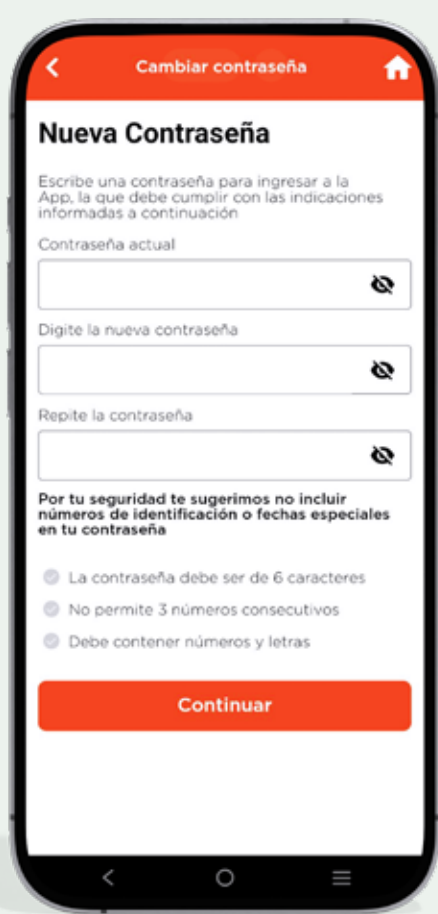 Cambiar contraseña
Nueva Contraseña
Escribe una contraseña para ingresar a la
App, la que debe cumplir con las indicaciones
informadas a continuación
Contraseña actual
Digite la nueva contraseña
Repite la contraseña
Por tu seguridad te sugerimos no incluir
números de identificación o fechas especiales
en tu contraseña
La contraseña debe ser de 6 caracteres
No permite 3 números consecutivos
Debe contener números y letras
Continuar